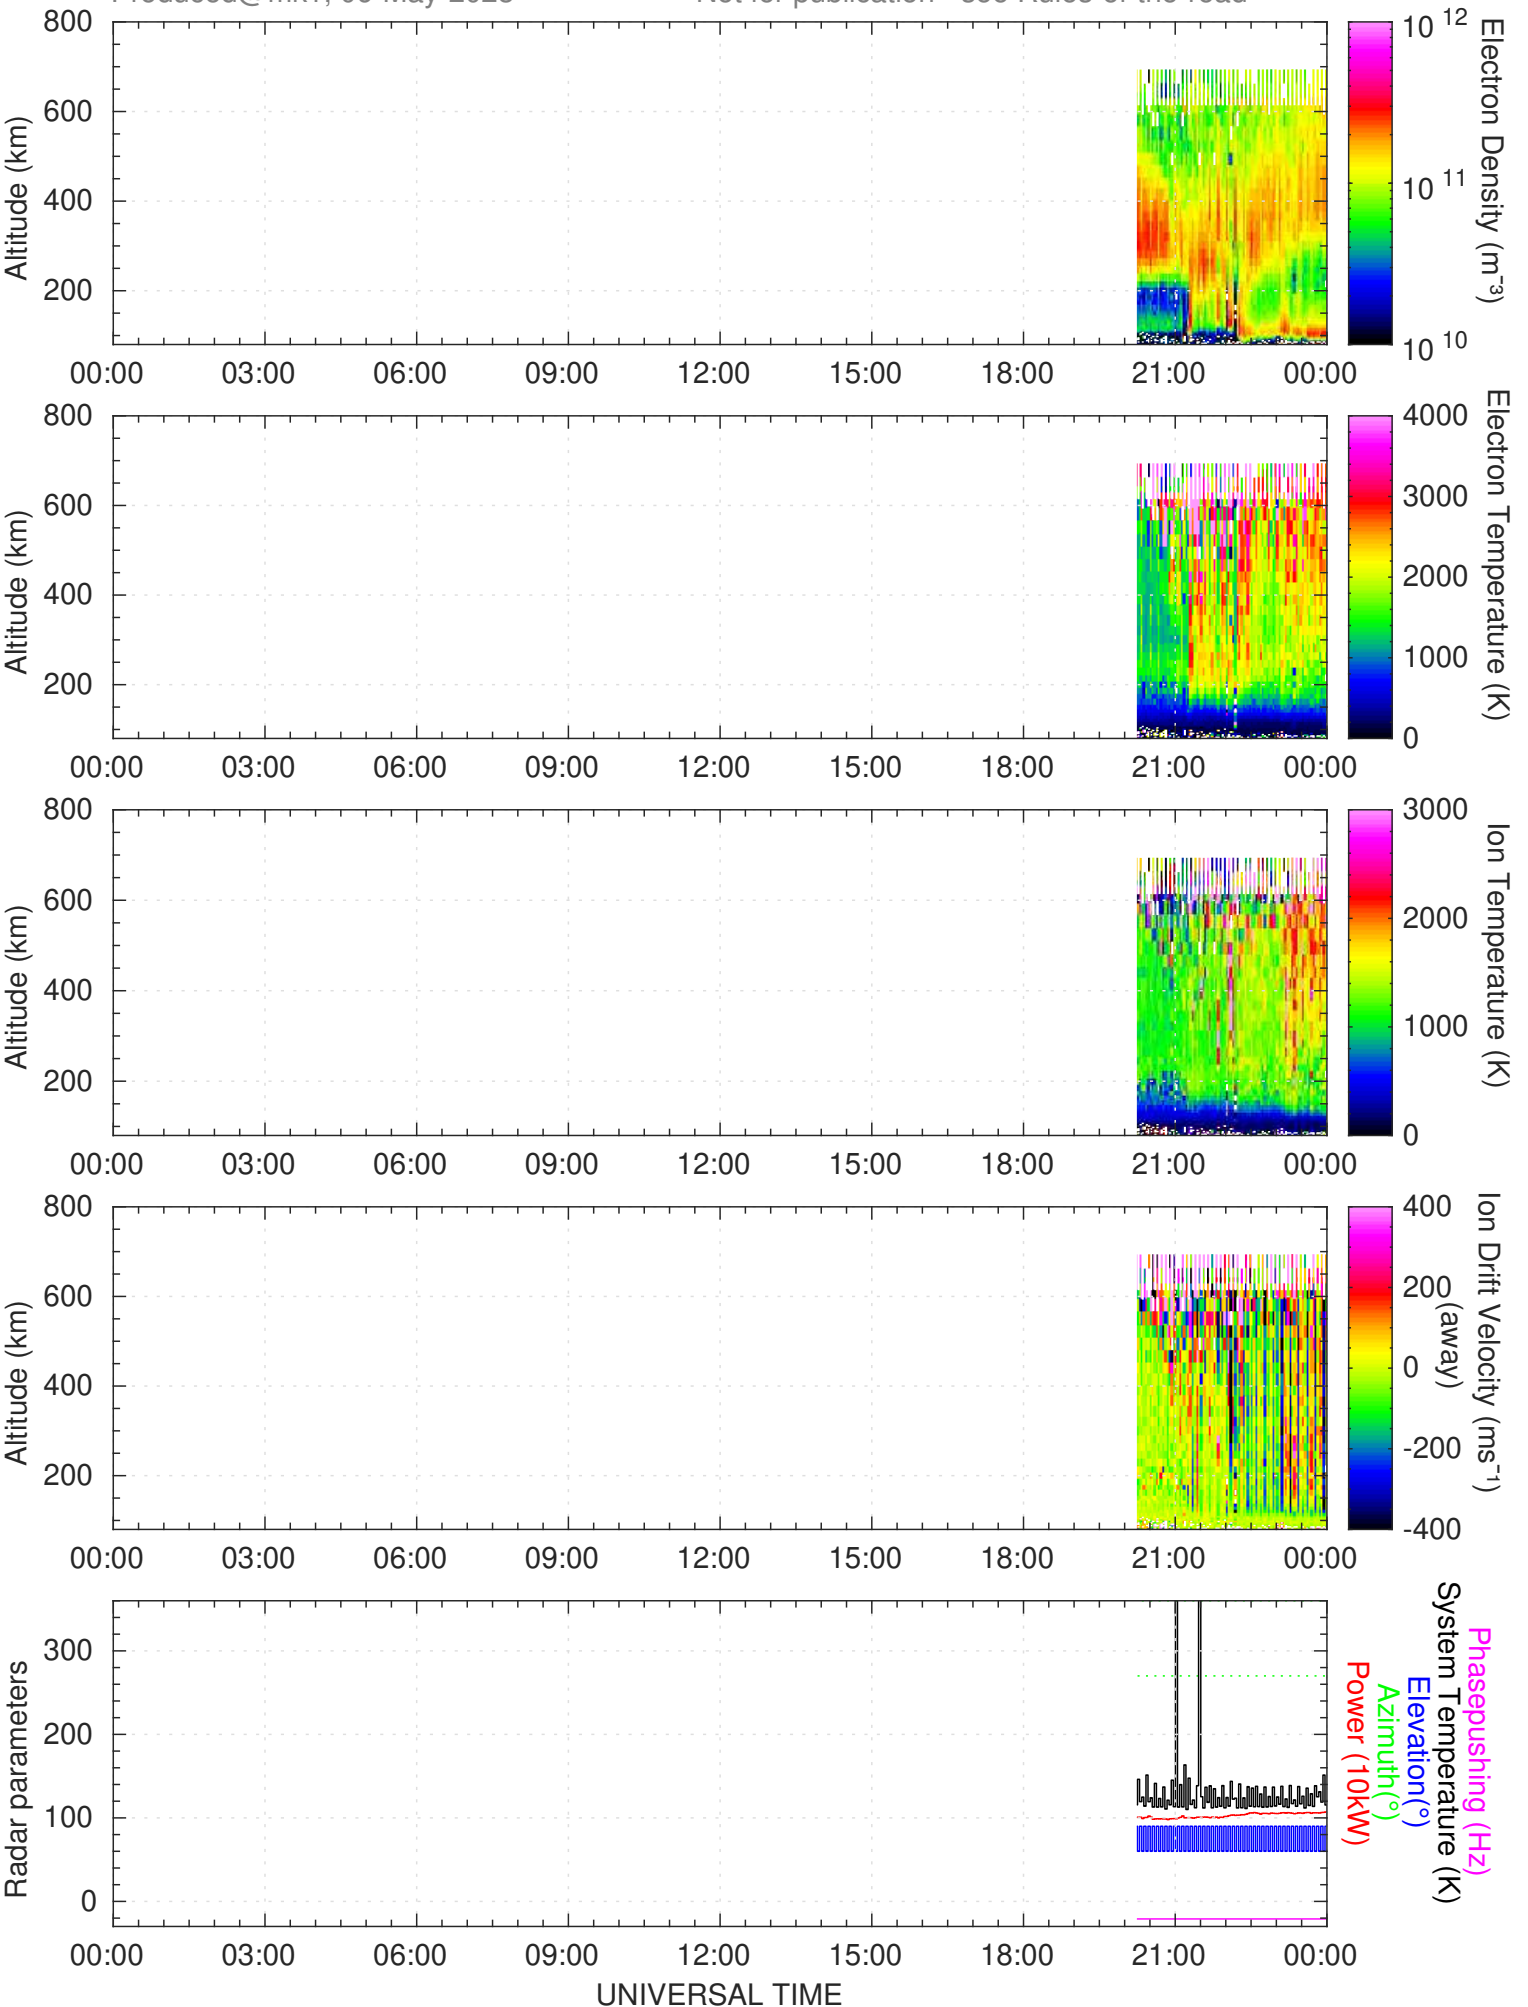 Not for publication - see Rules-of-the-road
800
600
400
200
Altitude (km)
00:00 03:00 06:00 09:00 12:00 15:00 18:00 21:00 00:00
10 12
10 11
10 10
Electron Density (m-3)
800
600
400
200
Altitude (km)
00:00 03:00 06:00 09:00 12:00 15:00 18:00 21:00 00:00
4000
3000
2000
1000
0
Electron Temperature (K)
800
600
400
200
Altitude (km)
00:00 03:00 06:00 09:00 12:00 15:00 18:00 21:00 00:00
3000
2000
1000
0
Ion Temperature (K)
800
600
400
200
Altitude (km)
00:00 03:00 06:00 09:00 12:00 15:00 18:00 21:00 00:00
400
200
0
-200
-400
Ion Drift Velocity (ms-1)
(away)
300
200
100
0
Radar parameters
00:00 03:00 06:00 09:00 12:00 15:00 18:00 21:00 00:00
UNIVERSAL TIME
Phasepushing (Hz)
System Temperature (K)
Elevation(°)
Azimuth(°)
Power (10kW)